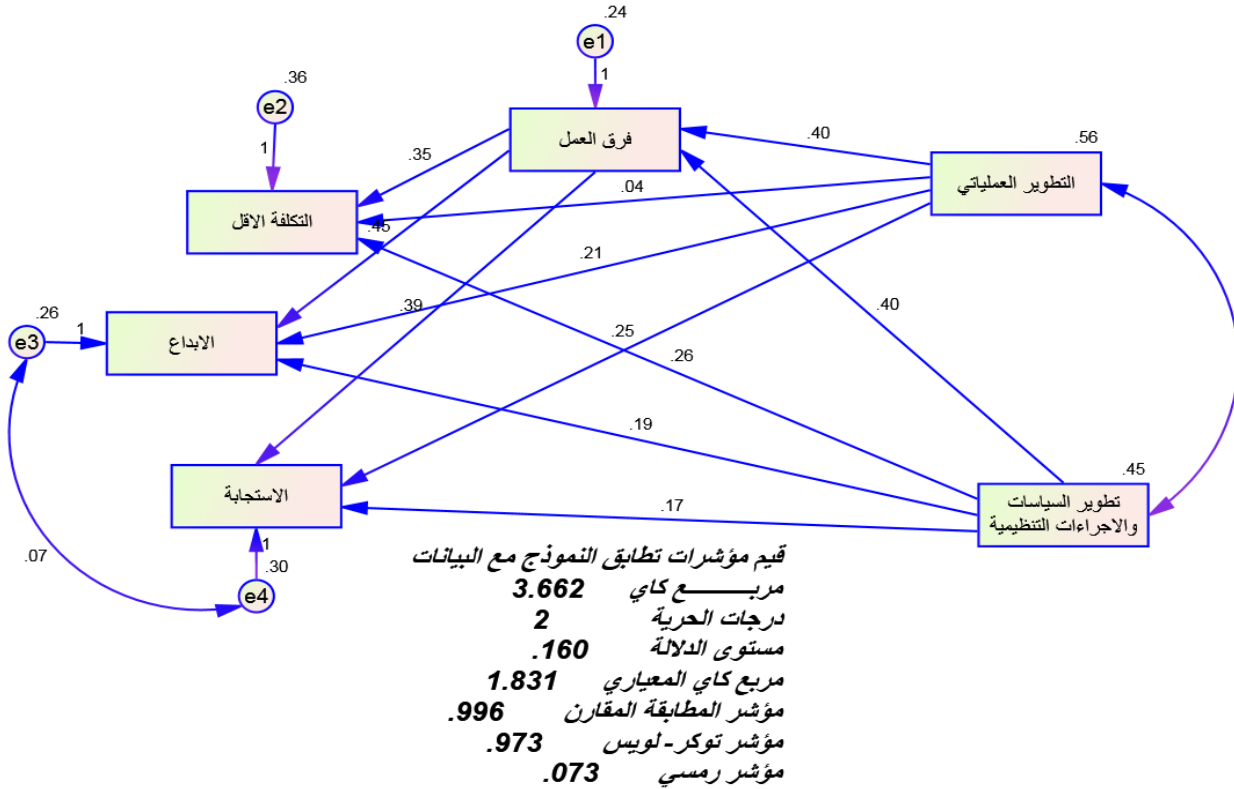 .24
e1
1
.36
e2
1
فرق العمل
.40
.56
التطوير العملياتي
.35
.04
التكلفة الاقل
.45
.21
.40
.26
e3
1
الابداع
.39
.25
.26
.19
.45
تطوير السياسات
والاجراءات التنظيمية
الاستجابة
.17
1
.30
e4
.07
قيم مؤشرات تطابق النموذج مع البيانات
مربـــــــع كاي 3.662
درجات الحرية 2
مستوى الدلالة .160
مربع كاي المعياري 1.831
مؤشر المطابقة المقارن .996
مؤشر توكر - لويس .973
مؤشر رمسي .073